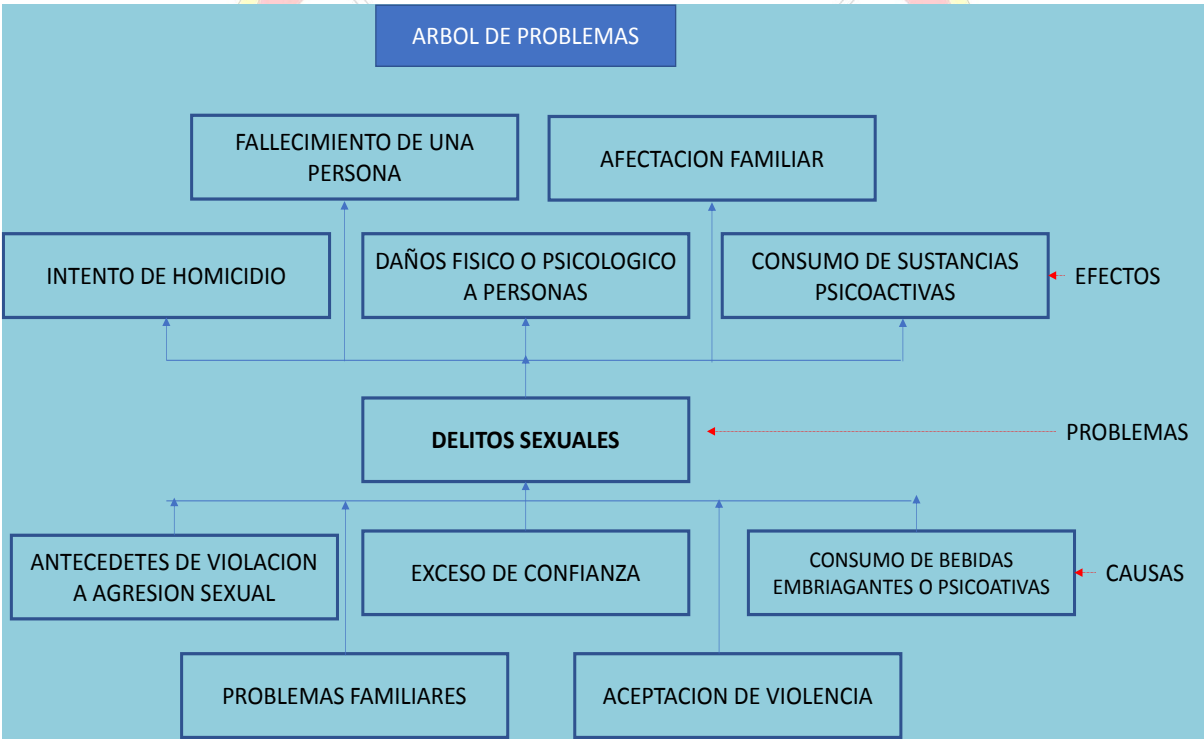 ARBOL DE PROBLEMAS
FALLECIMIENTO DE UNA
PERSONA
AFECTACION FAMILIAR
INTENTO DE HOMICIDIO
DAÑOS FISICO O PSICOLOGICO
A PERSONAS
CONSUMO DE SUSTANCIAS
PSICOACTIVAS
EFECTOS
DELITOS SEXUALES
PROBLEMAS
ANTECEDETES DE VIOLACION
A AGRESION SEXUAL
EXCESO DE CONFIANZA
CONSUMO DE BEBIDAS
EMBRIAGANTES O PSICOATIVAS
CAUSAS
PROBLEMAS FAMILIARES
ACEPTACION DE VIOLENCIA